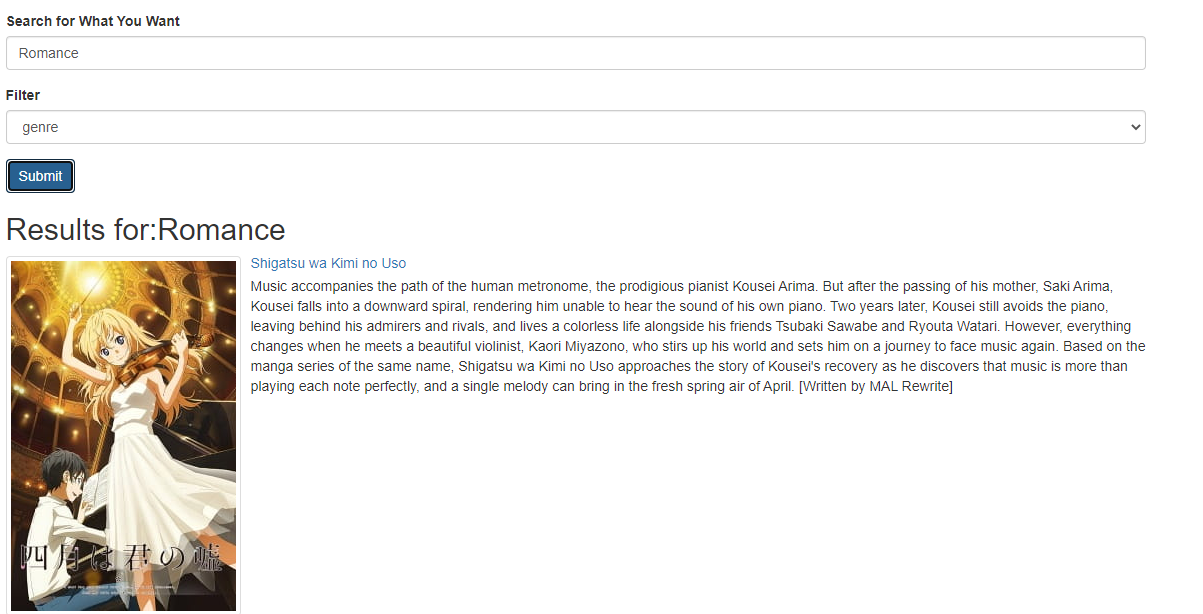 Search for What You Want
Romance
Filter
genre
Submit
Results for:Romance
Shigatsu wa Kimi no Uso
Music accompanies the path of the human metronome, the prodigious pianist Kousei Arima. But after the passing of his mother, Saki Arima,
Kousei falls into a downward spiral, rendering him unable to hear the sound of his own piano. Two years later, Kousei still avoids the piano,
leaving behind his admirers and rivals, and lives a colorless life alongside his friends Tsubaki Sawabe and Ryouta Watari. However, everything
changes when he meets a beautiful violinist, Kaori Miyazono, who stirs up his world and sets him on a journey to face music again. Based on the
manga series of the same name, Shigatsu wa Kimi no Uso approaches the story of Kousei's recovery as he discovers that music is more than
playing each note perfectly, and a single melody can bring in the fresh spring air of April. [Written by MAL Rewrite]
四月は君の嘘